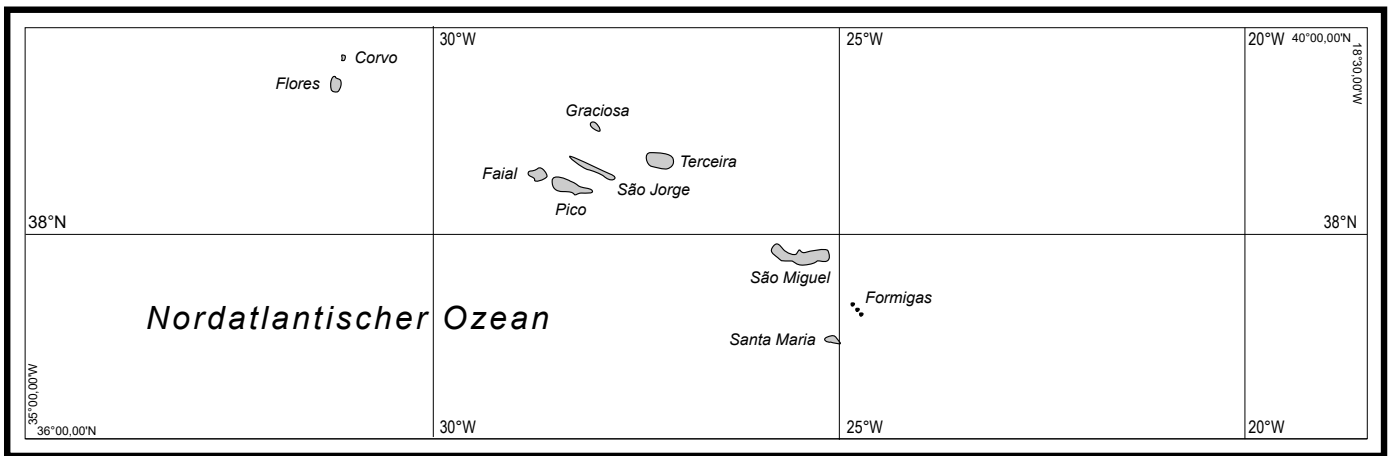 30°W
25°W
20°W
40°00,00'N
18°30,00'W
Corvo
Flores
Graciosa
Terceira
Faial
São Jorge
Pico
38°N
38°N
São Miguel
Formigas
Nordatlantischer Ozean
Santa Maria
35°00,00'W
36°00,00'N
30°W
25°W
20°W